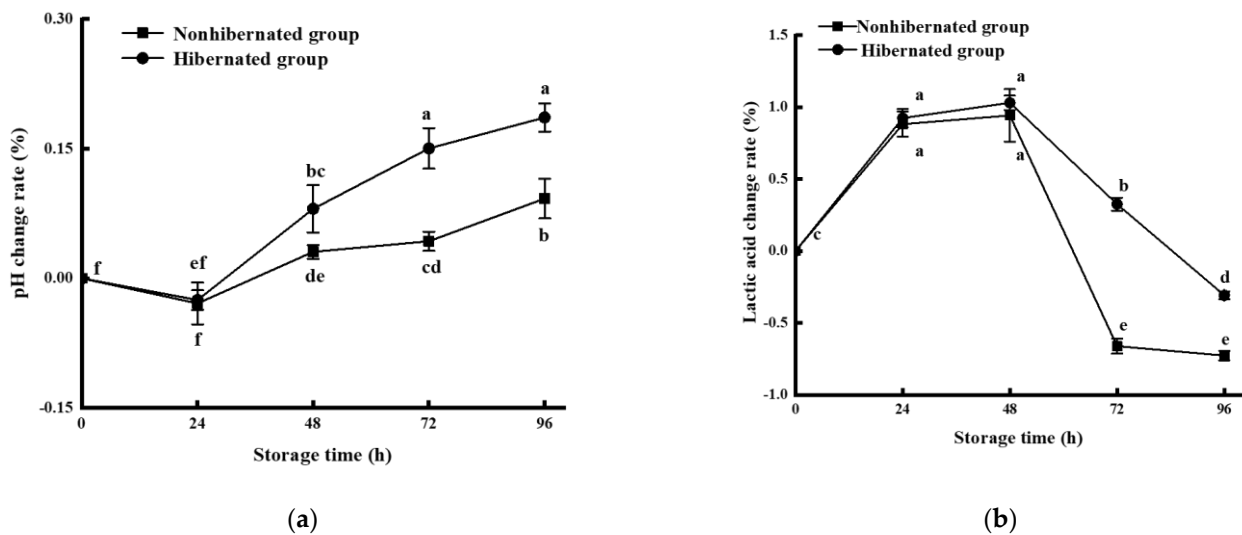 0.30
Nonhibernated group
Hibernated group
a
a
0.15
bc
pH change rate (%)
b
0.00
f
ef
de
cd
f
-0.15
0
24
48
72
96
Storage time (h)
(a)
Nonhibernated group
Hibernated group
1.5
a
a
1.0
a
a
Lactic acid change rate (%)
0.5
b
c
0.0
d
-0.5
e
e
-1.0
0
24
48
72
96
Storage time (h)
(b)